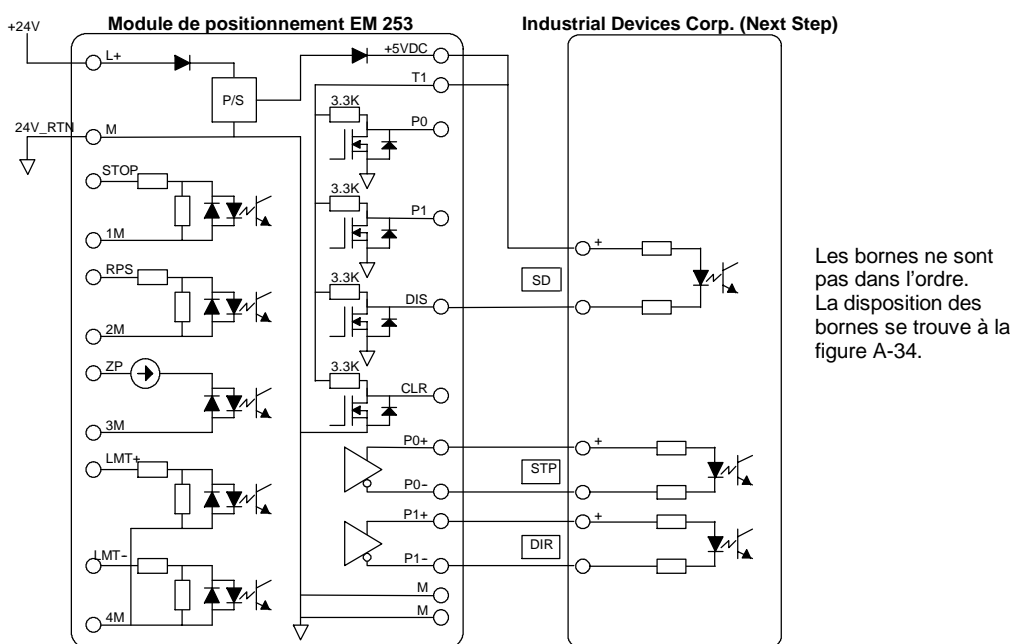 Module de positionnement EM 253
Industrial Devices Corp. (Next Step)
+24V
L+
+5VDC
T1
P/S
3.3K
P0
24V_RTN
M
STOP
3.3K
P1
1M
RPS
3.3K
DIS
+
SD
2M
ZP
3.3K
CLR
3M
LMT+
P0+
+
STP
P0-
P1+
+
DIR
LMT-
P1-
M
4M
M
Les bornes ne sont
pas dans l'ordre.
La disposition des
bornes se trouve à la
figure A-34.